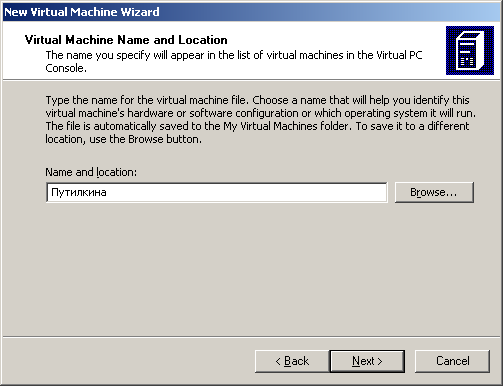 New Virtual Machine Wizard
Virtual Machine Name and Location
The name you specify will appear in the list of virtual machines in the Virtual PC
Console.
Type the name for the virtual machine file. Choose a name that will help you identify this
virtual machine's hardware or software configuration or which operating system it will run.
The file is automatically saved to the My Virtual Machines folder. To save it to a different
location, use the Browse button.
Name and location:
Путилкина
Browse...
< Back
Next >
Cancel